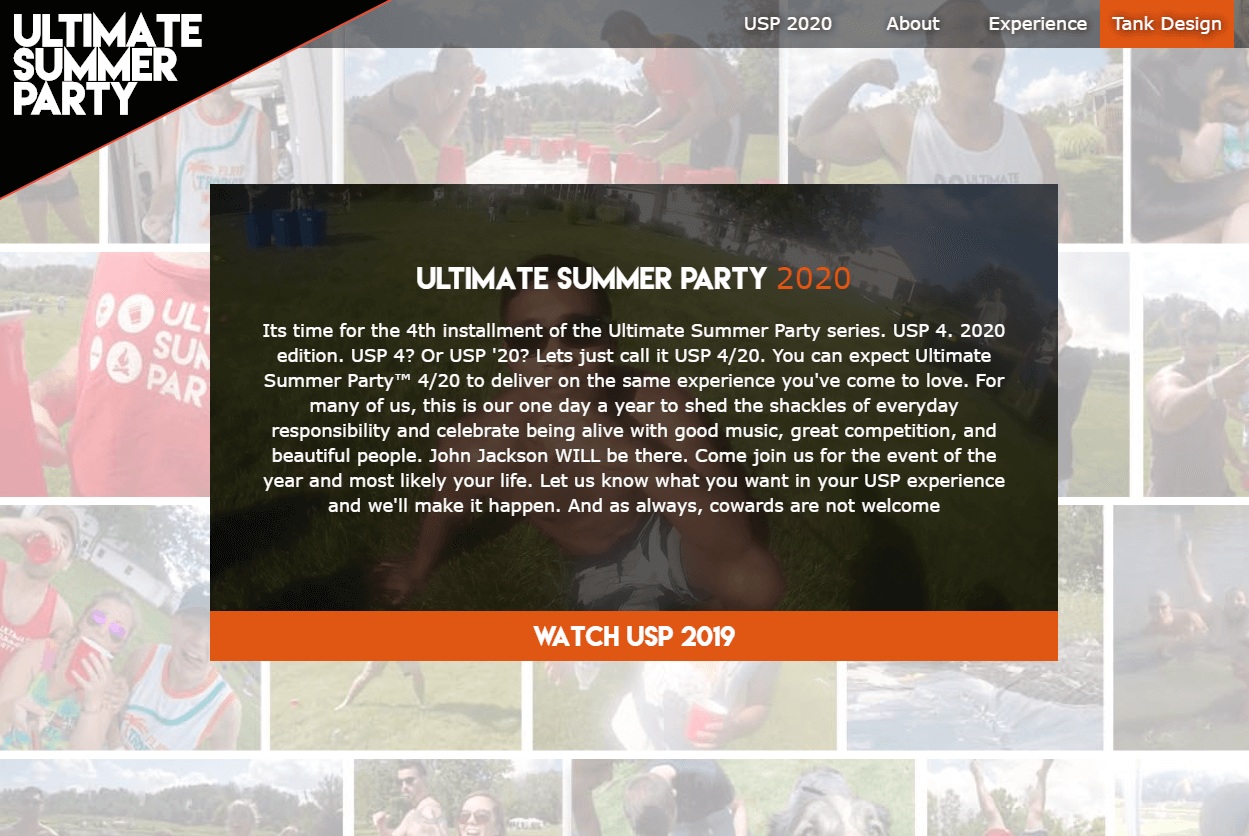 ULTIMATE
SUMMER
PARTY
USP 2020
About
Experience
Tank Design
ULTIMATE
ULTIMATE SUMMER PARTY 2020
Its time for the 4th installment of the Ultimate Summer Party series. USP 4. 2020
edition. USP 4? Or USP '20? Lets just call it USP 4/20. You can expect Ultimate
Summer Party™ 4/20 to deliver on the same experience you've come to love. For
many of us, this is our one day a year to shed the shackles of everyday
responsibility and celebrate being alive with good music, great competition, and
beautiful people. John Jackson WILL be there. Come join us for the event of the
year and most likely your life. Let us know what you want in your USP experience
and we'll make it happen. And as always, cowards are not welcome
WATCH USP 2019